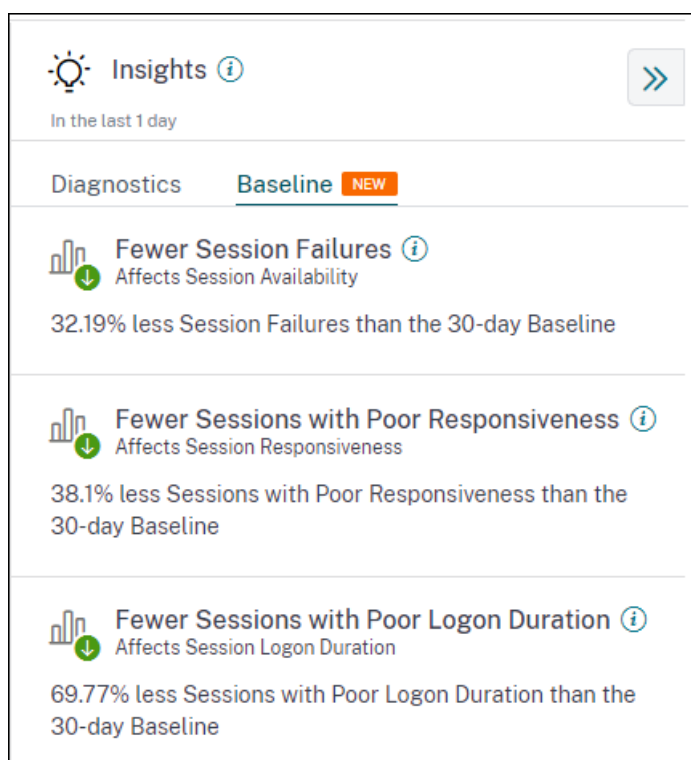 Insights
In the last 1 day
Diagnostics Baseline NEW
Fewer Session Failures
Affects Session Availability
32.19% less Session Failures than the 30-day Baseline
Fewer Sessions with Poor Responsiveness
Affects Session Responsiveness
38.1% less Sessions with Poor Responsiveness than the
30-day Baseline
Fewer Sessions with Poor Logon Duration
Affects Session Logon Duration
69.77% less Sessions with Poor Logon Duration than the
30-day Baseline